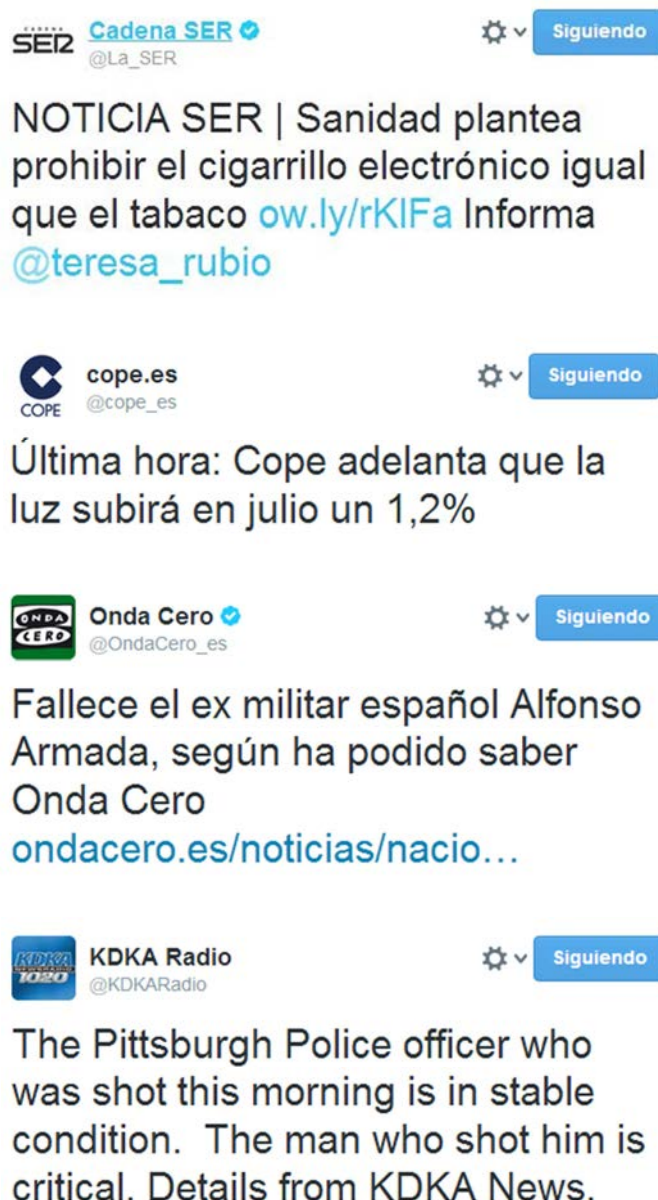 CADENA
SER
Cadena SER
@La_SER
Siguiendo
NOTICIA SER | Sanidad plantea
prohibir el cigarrillo electrónico igual
que el tabaco ow.ly/rKlFa Informa
@teresa_rubio
COPE
cope.es
@cope_es
Siguiendo
Última hora: Cope adelanta que la
luz subirá en julio un 1,2%
ONDA
CERO
Onda Cero
@OndaCero_es
Siguiendo
Fallece el ex militar español Alfonso
Armada, según ha podido saber
Onda Cero
ondacero.es/noticias/nacio…
KDKA
NEWSRADIO
1020
KDKA Radio
@KDKARadio
Siguiendo
The Pittsburgh Police officer who
was shot this morning is in stable
condition.  The man who shot him is
critical. Details from KDKA News.